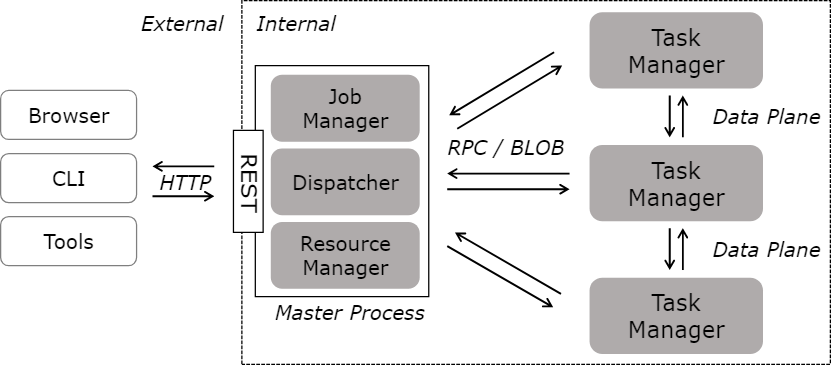 External
Internal
Browser
CLI
Tools
HTTP
REST
Job
Manager
Dispatcher
Resource
Manager
Master Process
RPC / BLOB
Task
Manager
Data Plane
Task
Manager
Data Plane
Task
Manager